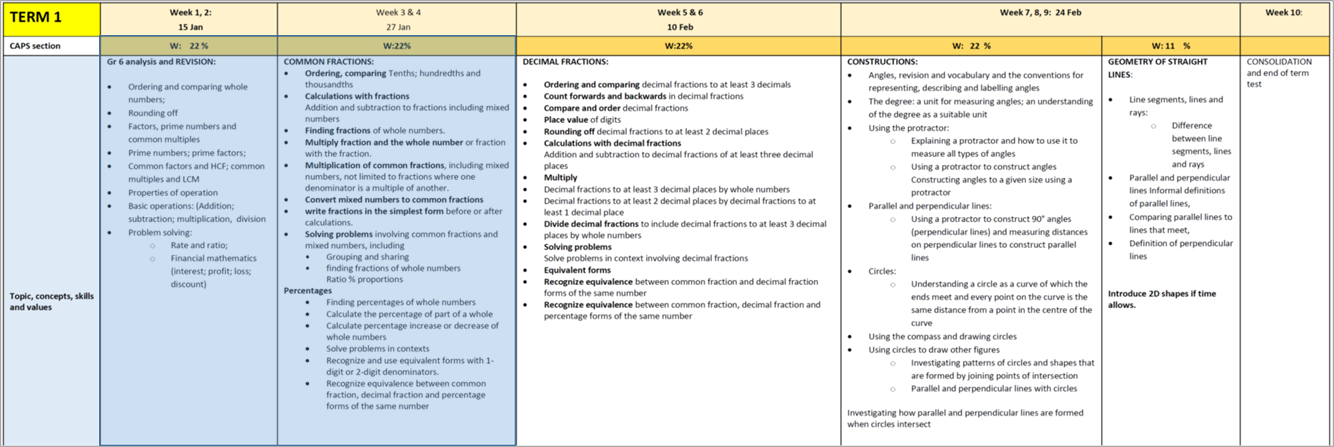 TERM 1
Week 1, 2:
15 Jan
Week 3 & 4
27 Jan
Week 5 & 6
10 Feb
Week 7, 8, 9: 24 Feb
Week 10:
CAPS section
W: 22 %
W:22%
W:22%
W: 22 %
W: 11 %
Topic, concepts, skills
and values
Gr 6 analysis and REVISION:
• Ordering and comparing whole
numbers;
• Rounding off
• Factors, prime numbers and
common multiples
• Prime numbers; prime factors;
• Common factors and HCF; common
multiples and LCM
• Properties of operation
• Basic operations: (Addition;
subtraction; multiplication, division
• Problem solving:
○ Rate and ratio;
○ Financial mathematics
(interest; profit; loss;
discount)
COMMON FRACTIONS:
• Ordering, comparing Tenths; hundredths and
thousandths
• Calculations with fractions
Addition and subtraction to fractions including mixed
numbers
• Finding fractions of whole numbers.
• Multiply fraction and the whole number or fraction
with the fraction.
• Multiplication of common fractions, including mixed
numbers, not limited to fractions where one
denominator is a multiple of another.
• Convert mixed numbers to common fractions
• write fractions in the simplest form before or after
calculations.
• Solving problems involving common fractions and
mixed numbers, including
• Grouping and sharing
• finding fractions of whole numbers
Ratio % proportions
Percentages
• Finding percentages of whole numbers
• Calculate the percentage of part of a whole
• Calculate percentage increase or decrease of
whole numbers
• Solve problems in contexts
• Recognize and use equivalent forms with 1-
digit or 2-digit denominators.
• Recognize equivalence between common
fraction, decimal fraction and percentage
forms of the same number
DECIMAL FRACTIONS:
• Ordering and comparing decimal fractions to at least 3 decimals
• Count forwards and backwards in decimal fractions
• Compare and order decimal fractions
• Place value of digits
• Rounding off decimal fractions to at least 2 decimal places
• Calculations with decimal fractions
Addition and subtraction to decimal fractions of at least three decimal
places
• Multiply
• Decimal fractions to at least 3 decimal places by whole numbers
• Decimal fractions to at least 2 decimal places by decimal fractions to at
least 1 decimal place
• Divide decimal fractions to include decimal fractions to at least 3 decimal
places by whole numbers
• Solving problems
Solve problems in context involving decimal fractions
• Equivalent forms
• Recognize equivalence between common fraction and decimal fraction
forms of the same number
• Recognize equivalence between common fraction, decimal fraction and
percentage forms of the same number
CONSTRUCTIONS:
• Angles, revision and vocabulary and the conventions for
representing, describing and labelling angles
• The degree: a unit for measuring angles; an understanding
of the degree as a suitable unit
• Using the protractor:
○ Explaining a protractor and how to use it to
measure all types of angles
○ Using a protractor to construct angles
Constructing angles to a given size using a
protractor
• Parallel and perpendicular lines:
○ Using a protractor to construct 90° angles
(perpendicular lines) and measuring distances
on perpendicular lines to construct parallel
lines
• Circles:
○ Understanding a circle as a curve of which the
ends meet and every point on the curve is the
same distance from a point in the centre of the
curve
• Using the compass and drawing circles
• Using circles to draw other figures
○ Investigating patterns of circles and shapes that
are formed by joining points of intersection
○ Parallel and perpendicular lines with circles
Investigating how parallel and perpendicular lines are formed
when circles intersect
GEOMETRY OF STRAIGHT
LINES:
• Line segments, lines and
rays:
○ Difference
between line
segments, lines
and rays
• Parallel and perpendicular
lines Informal definitions
of parallel lines,
• Comparing parallel lines to
lines that meet,
• Definition of perpendicular
lines
Introduce 2D shapes if time
allows.
CONSOLIDATION
and end of term
test